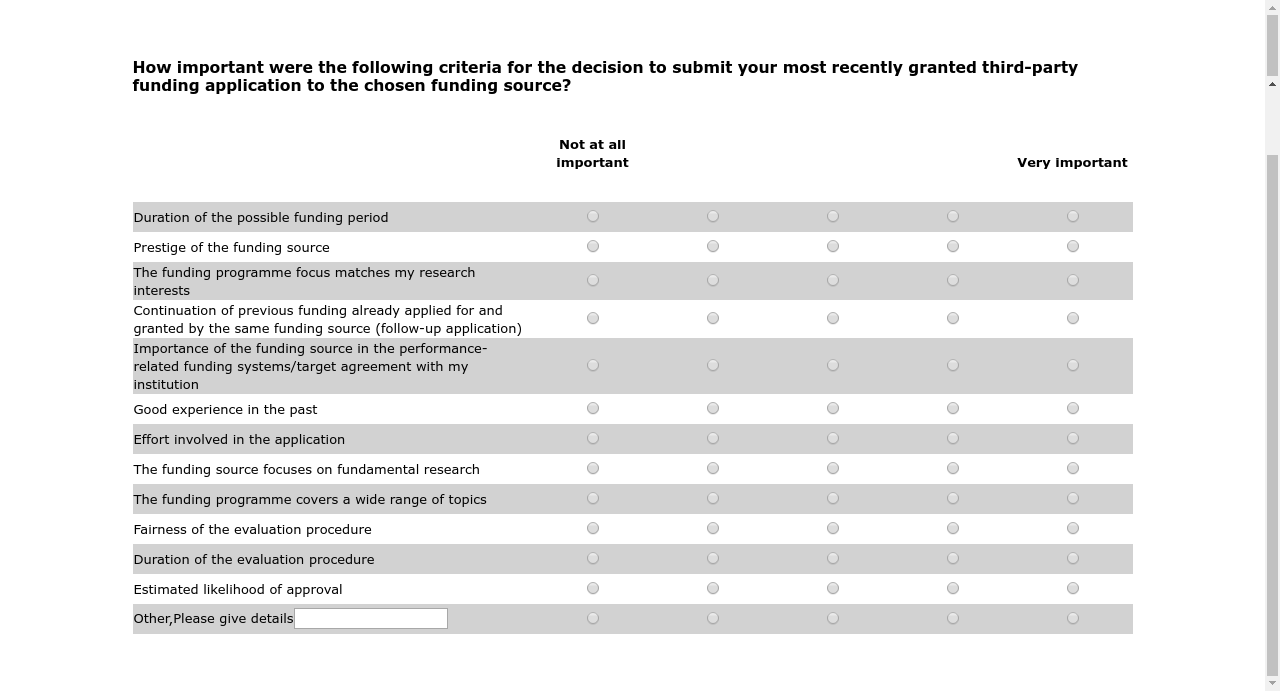 How important were the following criteria for the decision to submit your most recently granted third-party
funding application to the chosen funding source?
Not at all
important
Very important
Duration of the possible funding period
Prestige of the funding source
The funding programme focus matches my research
interests
Continuation of previous funding already applied for and
granted by the same funding source (follow-up application)
Importance of the funding source in the performance-
related funding systems/target agreement with my
institution
Good experience in the past
Effort involved in the application
The funding source focuses on fundamental research
The funding programme covers a wide range of topics
Fairness of the evaluation procedure
Duration of the evaluation procedure
Estimated likelihood of approval
Other,Please give details